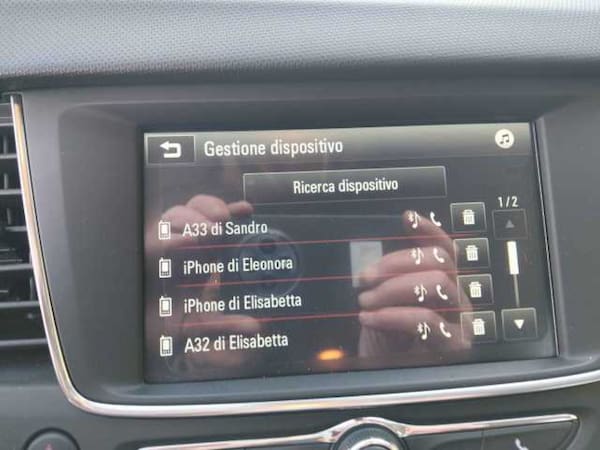 Gestione dispositivo
Ricerca dispositivo
1/2
A33 di Sandro
iPhone di Eleonora
iPhone di Elisabetta
A32 di Elisabetta